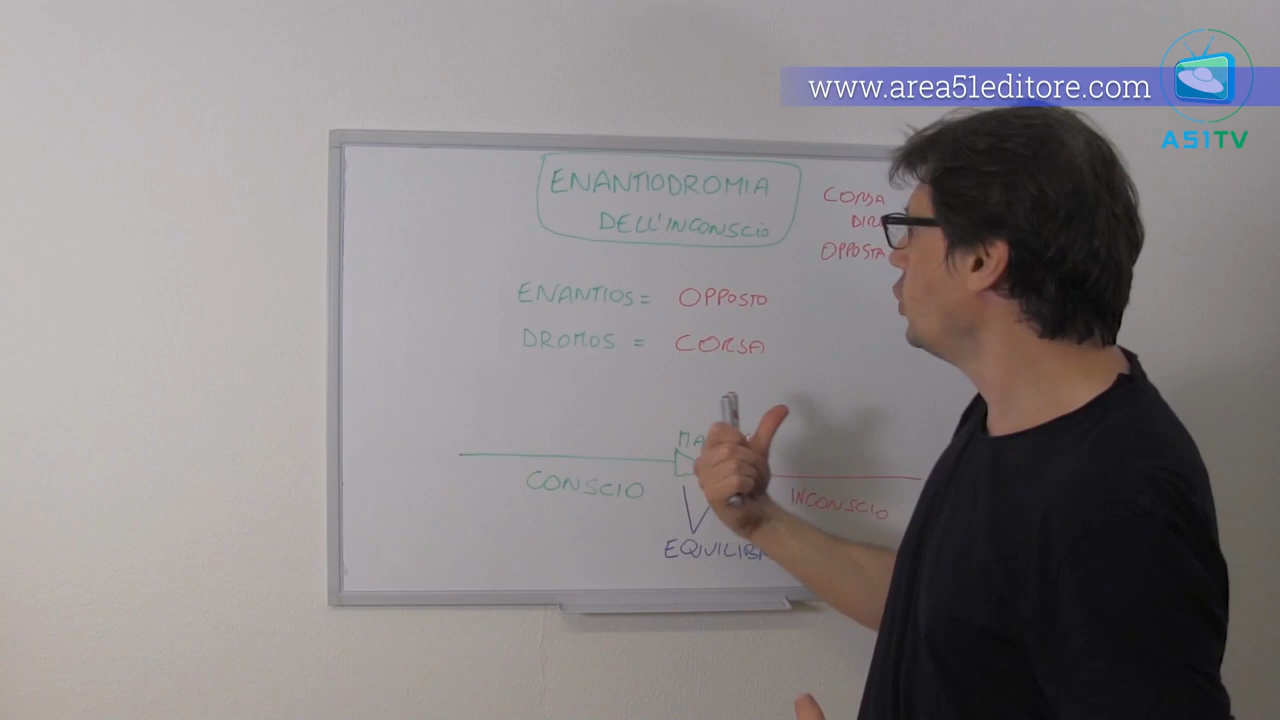 www.area51editore.com
A51TV
ENANTIODROMIA
DELL'INCONSCIO
CORSA
OPPOSTA
ENANTIOS = OPPOSTO
DROMOS = CORSA
CONSCIO
INCONSCIO